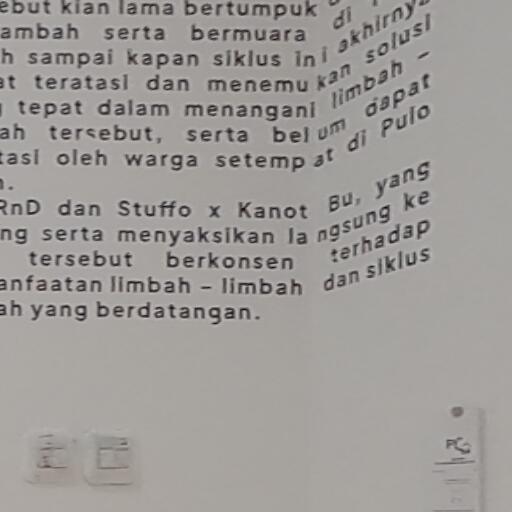 ebut kian lama bertumpuk di
ambah serta bermuara akhirnya
h sampai kapan siklus ini
at teratasi dan menemukan solusi
tepat dalam menangani limbah –
ah tersebut, serta belum dapat
tasi oleh warga setempat di Pulo
RnD dan Stuffo x Kanot Bu, yang
ng serta menyaksikan langsung ke
tersebut berkonsen terhadap
anfaatan limbah – limbah dan siklus
ah yang berdatangan.